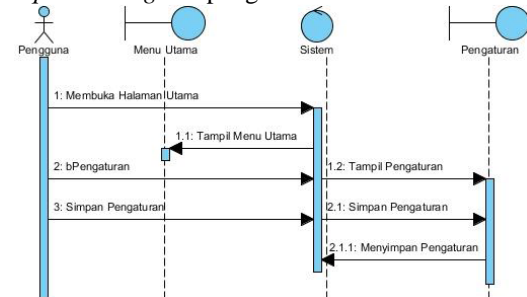 Pengguna
Menu Utama
Sistem
Pengaturan
1: Membuka Halaman Utama
1.1: Tampil Menu Utama
2: bPengaturan
1.2: Tampil Pengaturan
3: Simpan Pengaturan
2.1: Simpan Pengaturan
2.1.1: Menyimpan Pengaturan